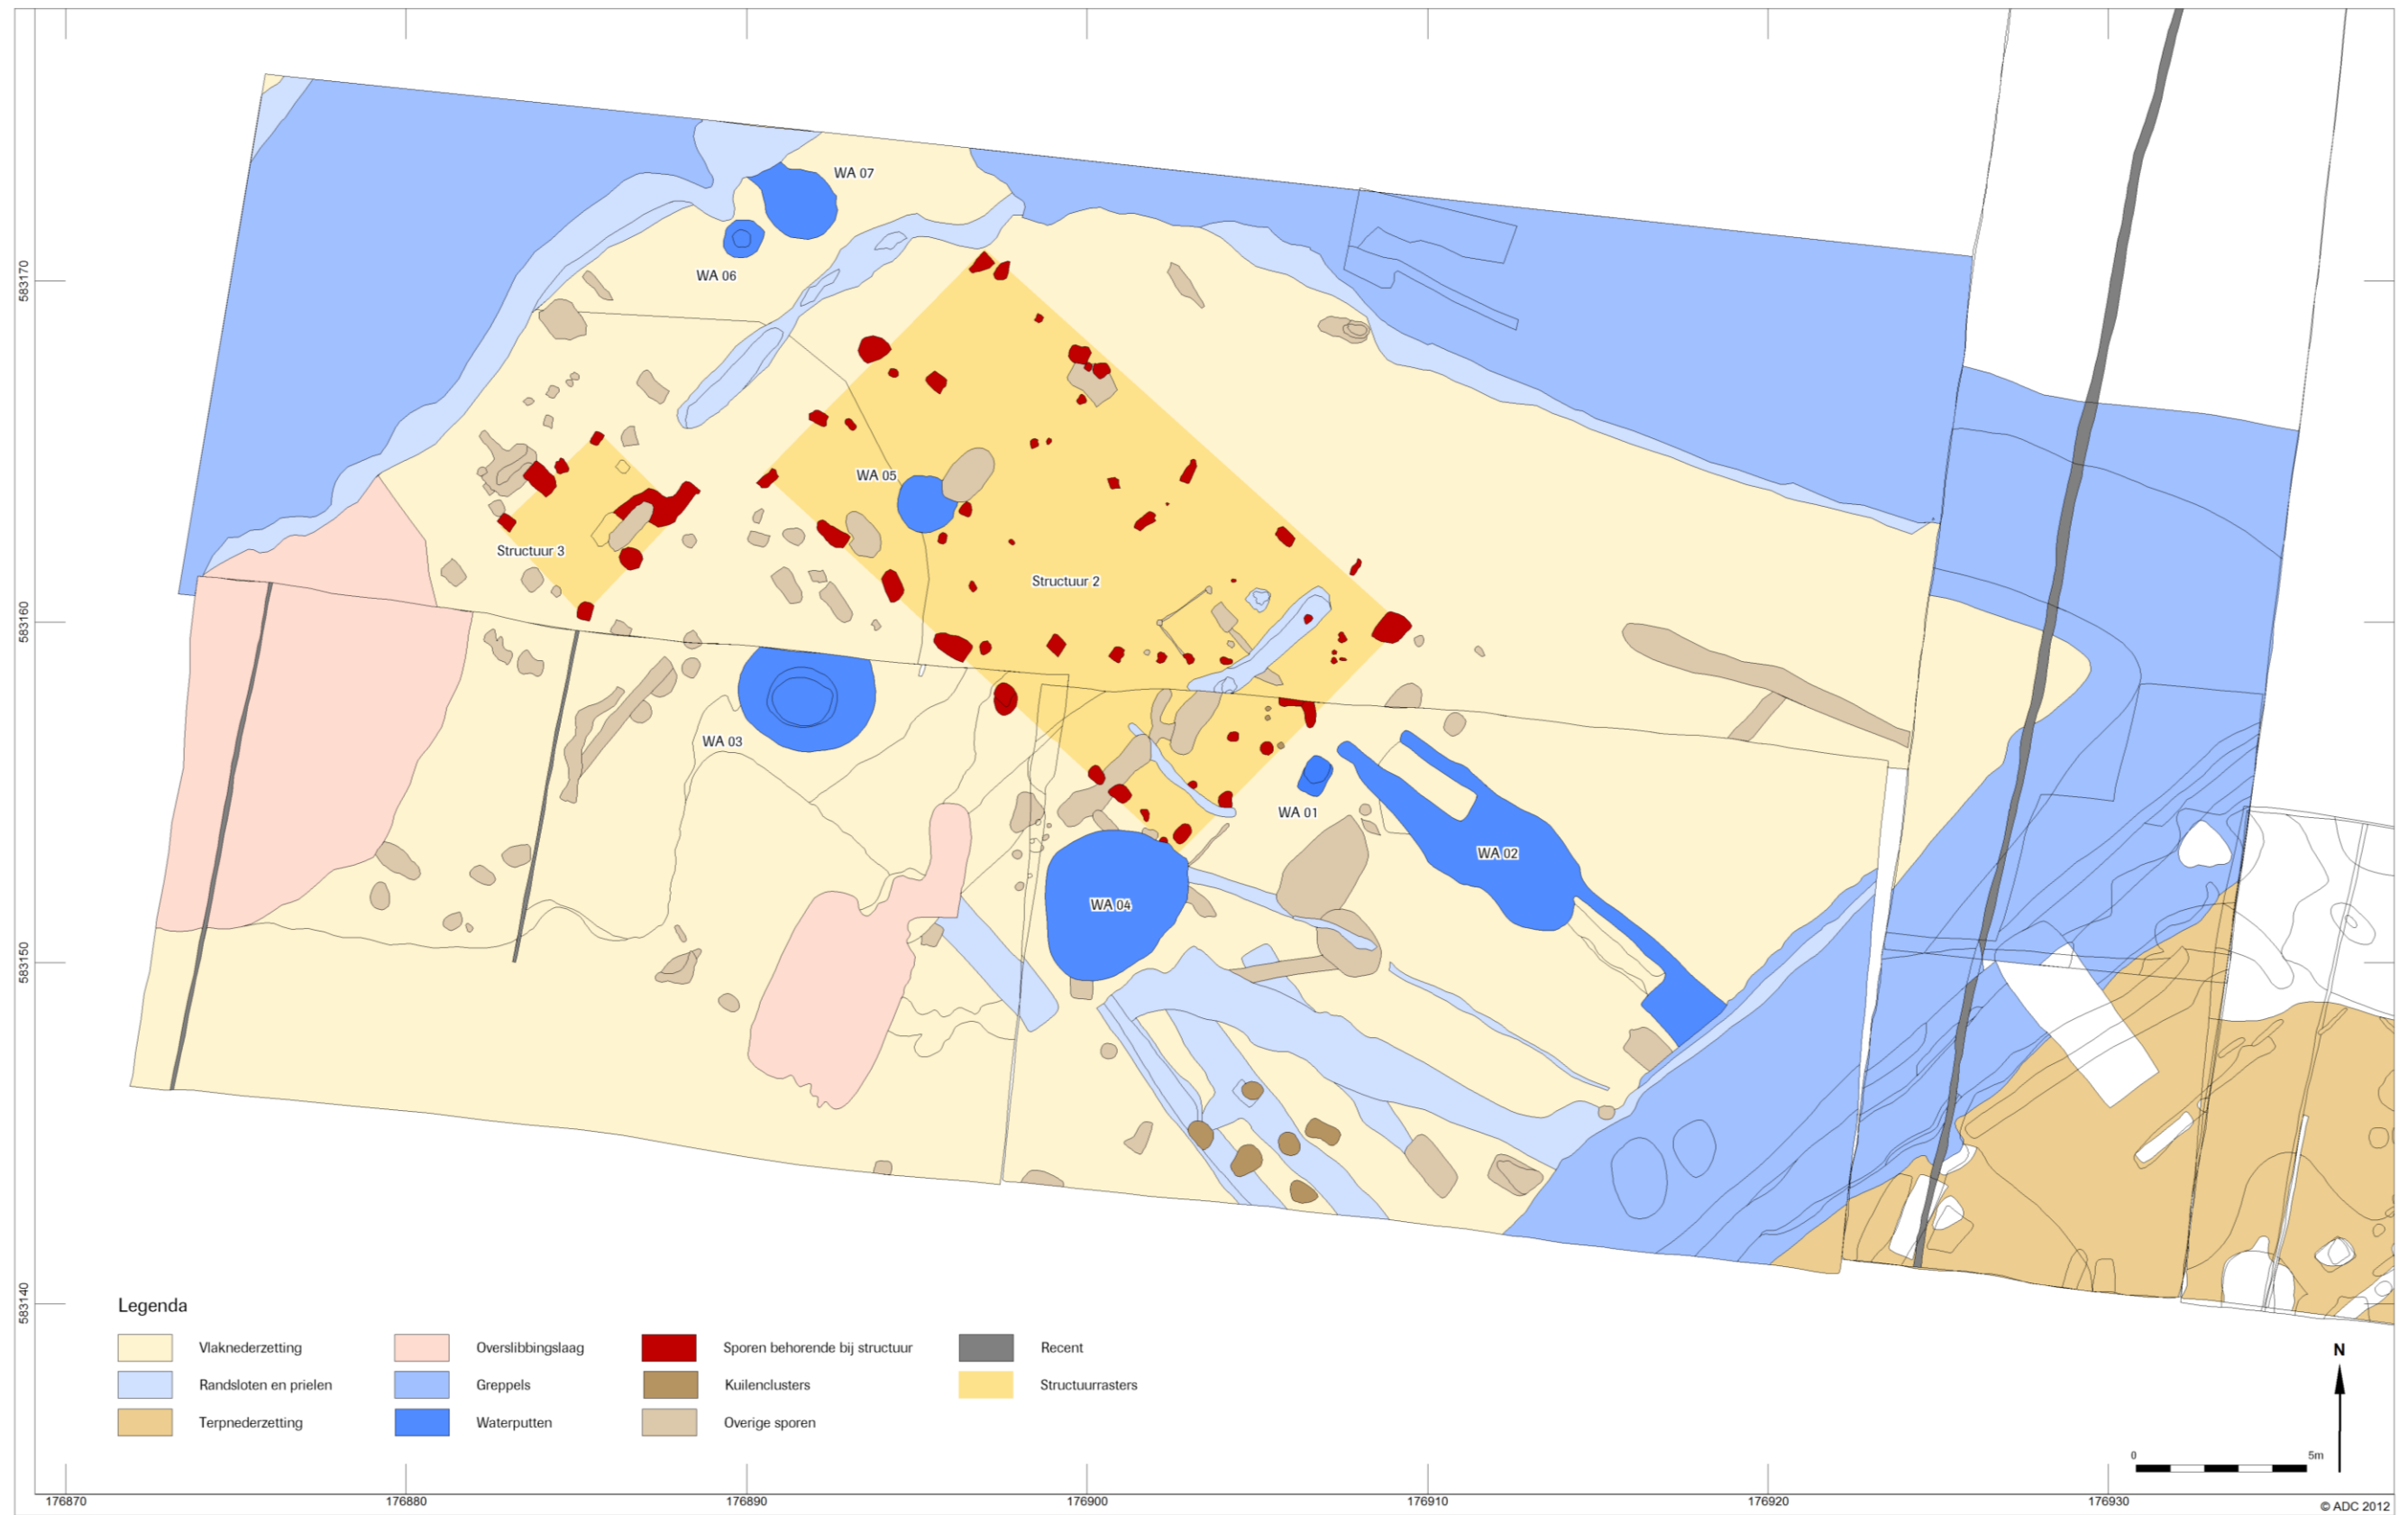 WA 07
WA 06
583170
WA 05
Structuur 3
Structuur 2
583160
WA 03
WA 01
WA 02
WA 04
583150
583140
Legenda
Vlaknederzetting
Overslibbingslaag
Sporen behorende bij structuur
Recent
Randsloten en prielen
Greppels
Kuilenclusters
Structuurrasters
Terpnederzetting
Waterputten
Overige sporen
N
0 5m
176870 176880 176890 176900 176910 176920 176930
© ADC 2012